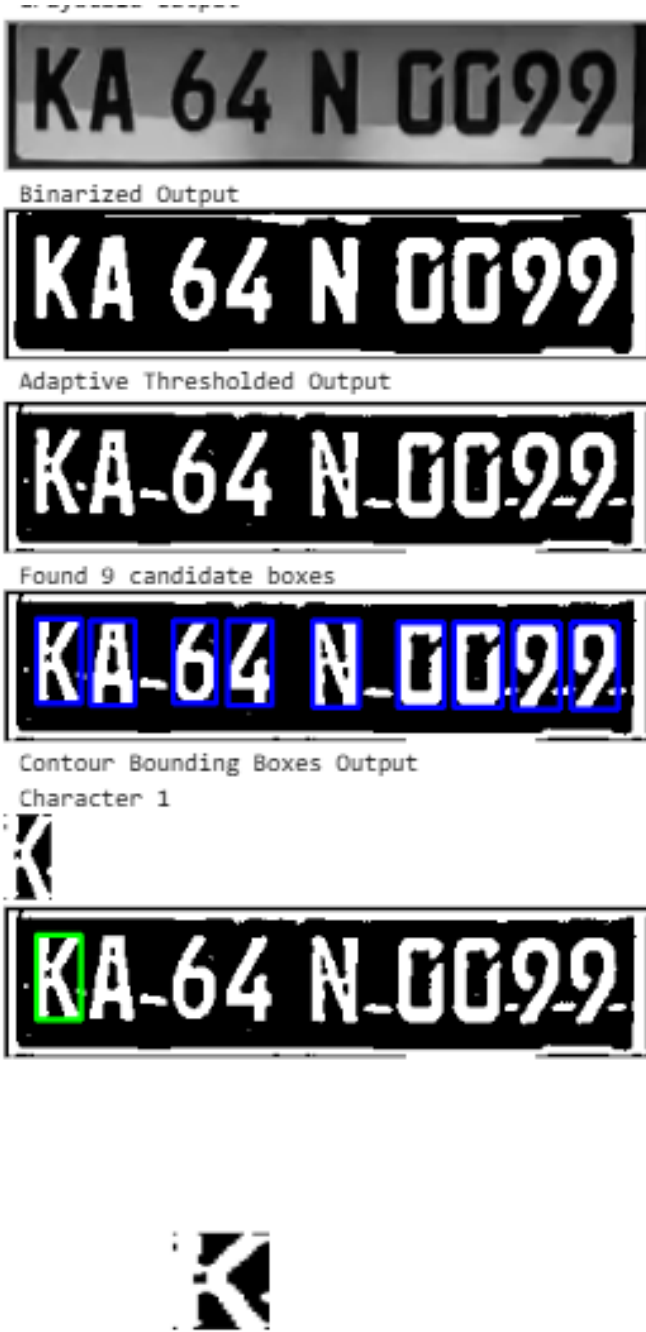 KA 64 N 0099
Binarized Output
KA 64 N 0099
Adaptive Thresholded Output
KA 64 N 0099
Found 9 candidate boxes
KA 64 N 0099
Contour Bounding Boxes Output
Character 1
K
KA 64 N 0099
K